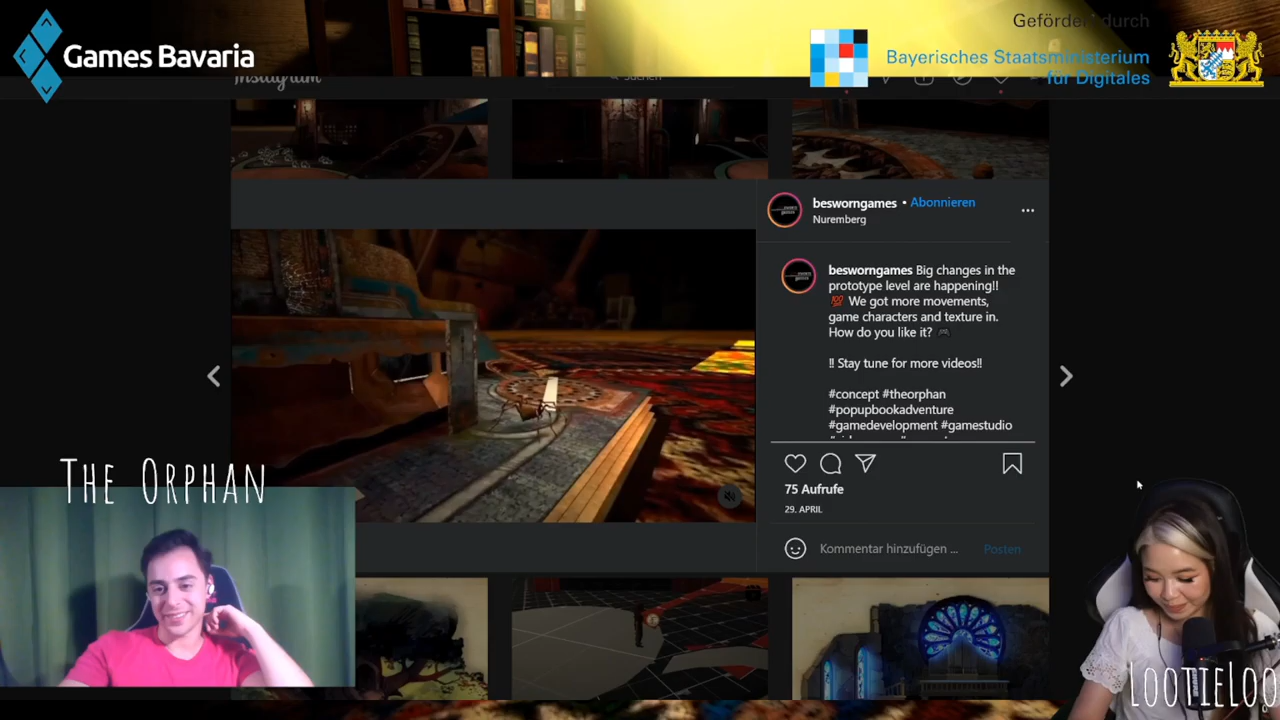 Games Bavaria
Gefördert durch
Bayerisches Staatsministerium
für Digitales
Instagram
Suchen
besworngames • Abonnieren
Nuremberg
besworngames Big changes in the
prototype level are happening!!
💯 We got more movements,
game characters and texture in.
How do you like it? 🎮
!! Stay tune for more videos!!
#concept #theorphan
#popupbookadventure
#gamedevelopment #gamestudio
75 Aufrufe
29. APRIL
Kommentar hinzufügen ...
Posten
The Orphan
LootieLoo